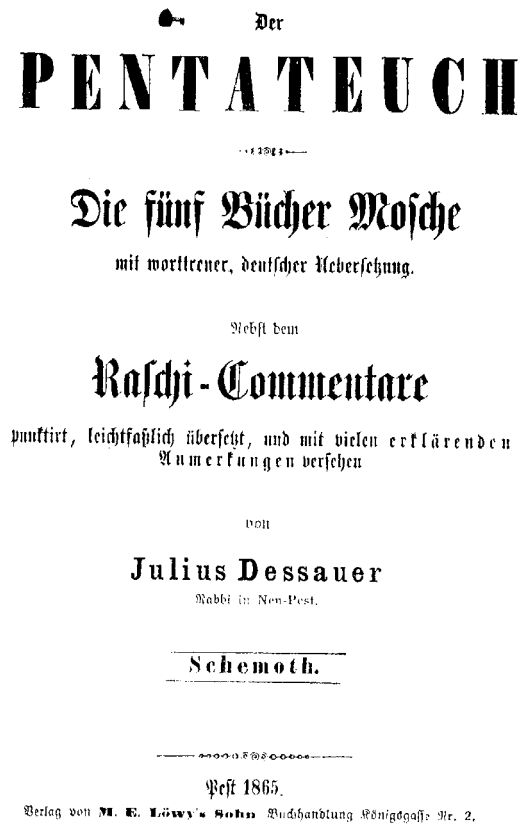 Der
PENTATEUCH
Die fünf Bücher Mosche
mit worttreuer, deutscher Uebersetzung.
Nebst dem
Raschi-Commentare
punktirt, leichtfaßlich übersetzt, und mit vielen erklärenden
Anmerkungen versehen
von
Julius Dessauer
Rabbi in Neu-Pest.
Schemoth.
Pest 1865.
Verlag von M. E. Löwy's Sohn Buchhandlung Königsgasse Nr. 2.